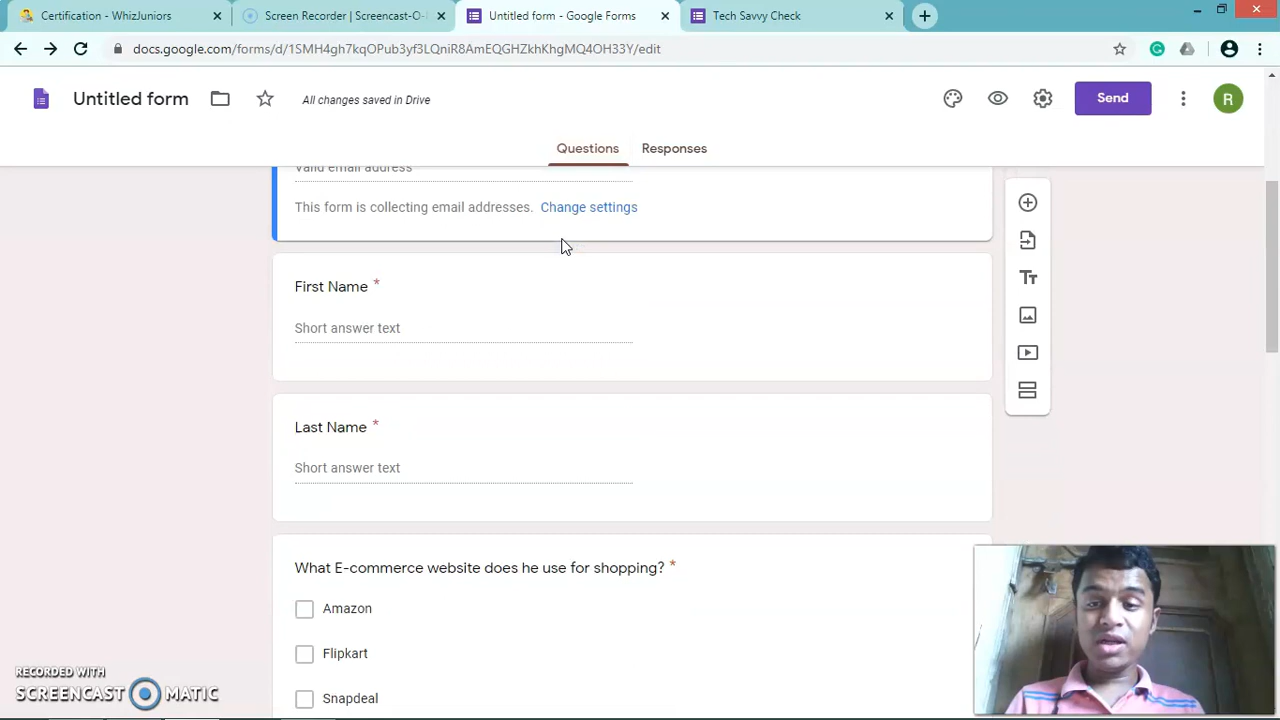 Certification - WhizJuniors
Screen Recorder | Screencast-O-
Untitled form - Google Forms
Tech Savvy Check
docs.google.com/forms/d/1SMH4gh7kqOPub3yf3LQniR8AmEQGHZkhKhgMQ4OH33Y/edit
Untitled form
All changes saved in Drive
Send
R
Questions
Responses
Valid email address
This form is collecting email addresses. Change settings
First Name *
Short answer text
Last Name *
Short answer text
What E-commerce website does he use for shopping? *
Amazon
Flipkart
Snapdeal
RECORDED WITH
SCREENCAST MATIC